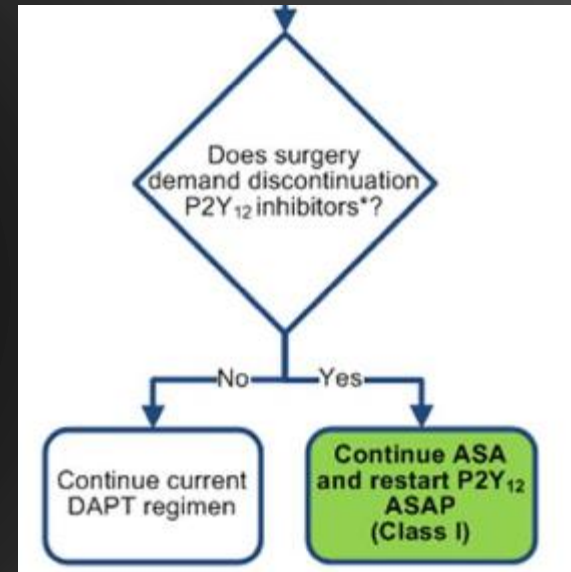 Does surgery
demand discontinuation
P2Y₁₂ inhibitors*?
No
Yes
Continue current
DAPT regimen
Continue ASA
and restart P2Y₁₂
ASAP
(Class I)